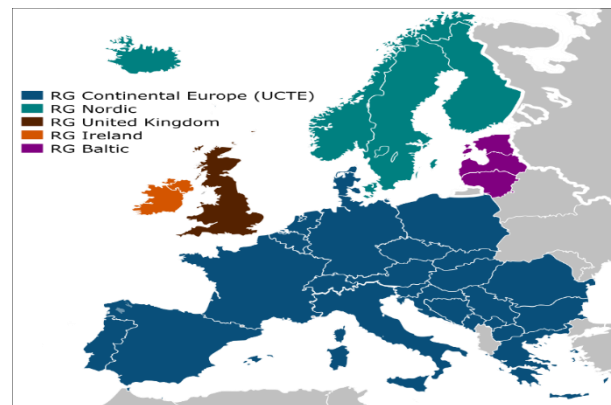 RG Continental Europe (UCTE)
RG Nordic
RG United Kingdom
RG Ireland
RG Baltic